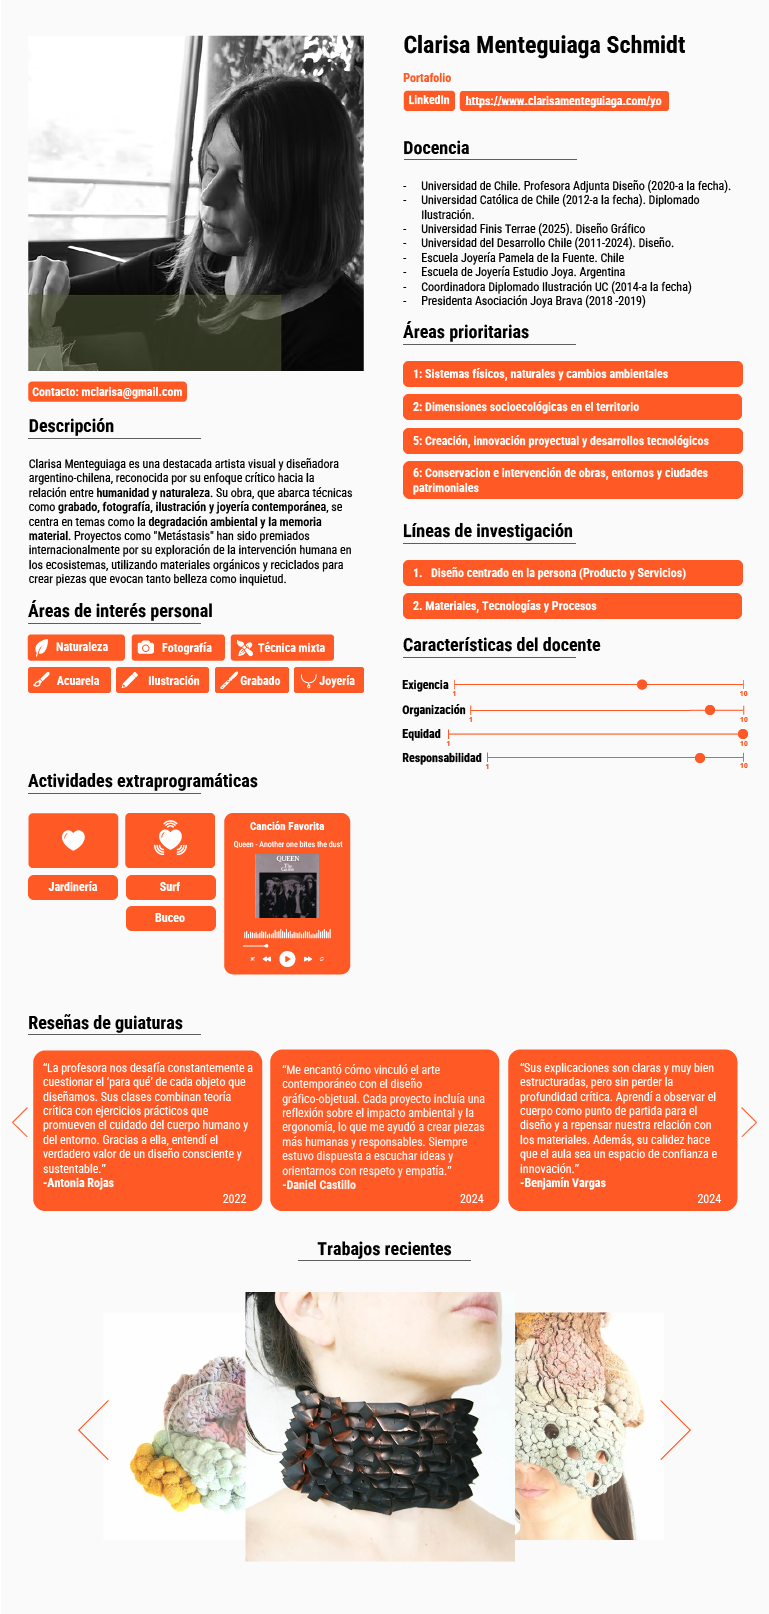 Clarisa Menteguiaga Schmidt
Portafolio
LinkedIn
https://www.clarisamenteguiaga.com/yo
Docencia
- Universidad de Chile. Profesora Adjunta Diseño (2020-a la fecha).
- Universidad Católica de Chile (2012-a la fecha). Diplomado
Ilustración.
- Universidad Finis Terrae (2025). Diseño Gráfico
- Universidad del Desarrollo Chile (2011-2024). Diseño.
- Escuela Joyería Pamela de la Fuente. Chile
- Escuela de Joyería Estudio Joya. Argentina
- Coordinadora Diplomado Ilustración UC (2014-a la fecha)
- Presidenta Asociación Joya Brava (2018 -2019)
Áreas prioritarias
1: Sistemas físicos, naturales y cambios ambientales
2: Dimensiones socioecológicas en el territorio
5: Creación, innovación proyectual y desarrollos tecnológicos
6: Conservacion e intervención de obras, entornos y ciudades
patrimoniales
Líneas de investigación
1. Diseño centrado en la persona (Producto y Servicios)
2. Materiales, Tecnologías y Procesos
Características del docente
Exigencia
1 10
Organización
1 10
Equidad
1 10
Responsabilidad
1 10
Contacto: mclarisa@gmail.com
Descripción
Clarisa Menteguiaga es una destacada artista visual y diseñadora
argentino-chilena, reconocida por su enfoque crítico hacia la
relación entre humanidad y naturaleza. Su obra, que abarca técnicas
como grabado, fotografía, ilustración y joyería contemporánea, se
centra en temas como la degradación ambiental y la memoria
material. Proyectos como "Metástasis" han sido premiados
internacionalmente por su exploración de la intervención humana en
los ecosistemas, utilizando materiales orgánicos y reciclados para
crear piezas que evocan tanto belleza como inquietud.
Áreas de interés personal
Naturaleza
Fotografía
Técnica mixta
Acuarela
Ilustración
Grabado
Joyería
Actividades extraprogramáticas
Jardinería
Surf
Buceo
Canción Favorita
Queen - Another one bites the dust
QUEEN
The
Game
Reseñas de guiaturas
“La profesora nos desafía constantemente a
cuestionar el ‘para qué’ de cada objeto que
diseñamos. Sus clases combinan teoría
crítica con ejercicios prácticos que
promueven el cuidado del cuerpo humano y
del entorno. Gracias a ella, entendí el
verdadero valor de un diseño consciente y
sustentable.”
-Antonia Rojas
2022
“Me encantó cómo vinculó el arte
contemporáneo con el diseño
gráfico-objetual. Cada proyecto incluía una
reflexión sobre el impacto ambiental y la
ergonomía, lo que me ayudó a crear piezas
más humanas y responsables. Siempre
estuvo dispuesta a escuchar ideas y
orientarnos con respeto y empatía.”
-Daniel Castillo
2024
“Sus explicaciones son claras y muy bien
estructuradas, pero sin perder la
profundidad crítica. Aprendí a observar el
cuerpo como punto de partida para el
diseño y a repensar nuestra relación con
los materiales. Además, su calidez hace
que el aula sea un espacio de confianza e
innovación.”
-Benjamín Vargas
2024
Trabajos recientes